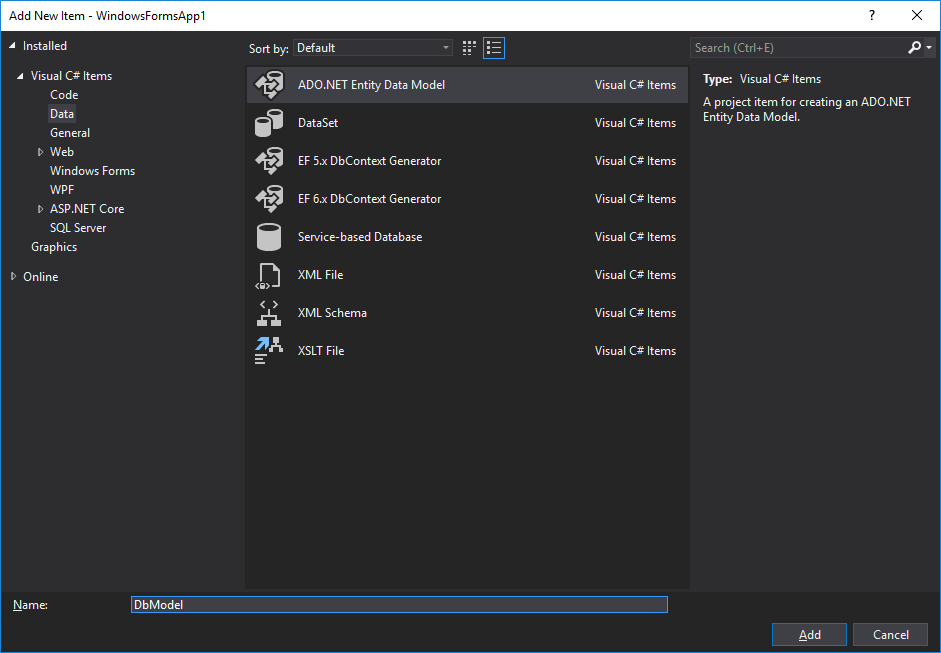 Add New Item - WindowsFormsApp1
?
Installed
Sort by: Default
Search (Ctrl+E)
Visual C# Items
Code
Data
General
Web
Windows Forms
WPF
ASP.NET Core
SQL Server
Graphics
Online
ADO.NET Entity Data Model Visual C# Items
DataSet Visual C# Items
EF 5.x DbContext Generator Visual C# Items
EF 6.x DbContext Generator Visual C# Items
Service-based Database Visual C# Items
XML File Visual C# Items
XML Schema Visual C# Items
XSLT File Visual C# Items
Type: Visual C# Items
A project item for creating an ADO.NET
Entity Data Model.
Name: DbModel
Add Cancel